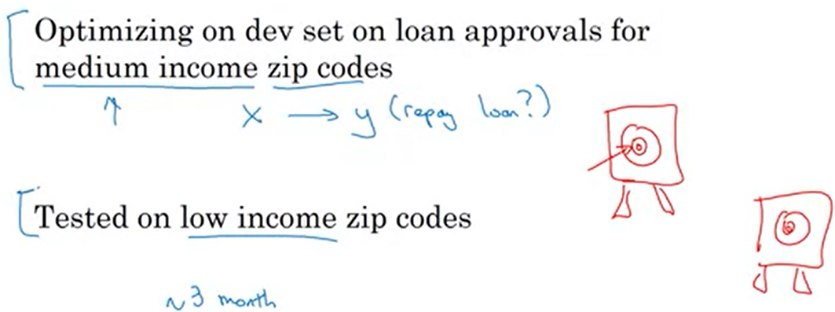 Optimizing on dev set on loan approvals for
medium income zip codes
x → y (repay loan?)
Tested on low income zip codes
~3 month